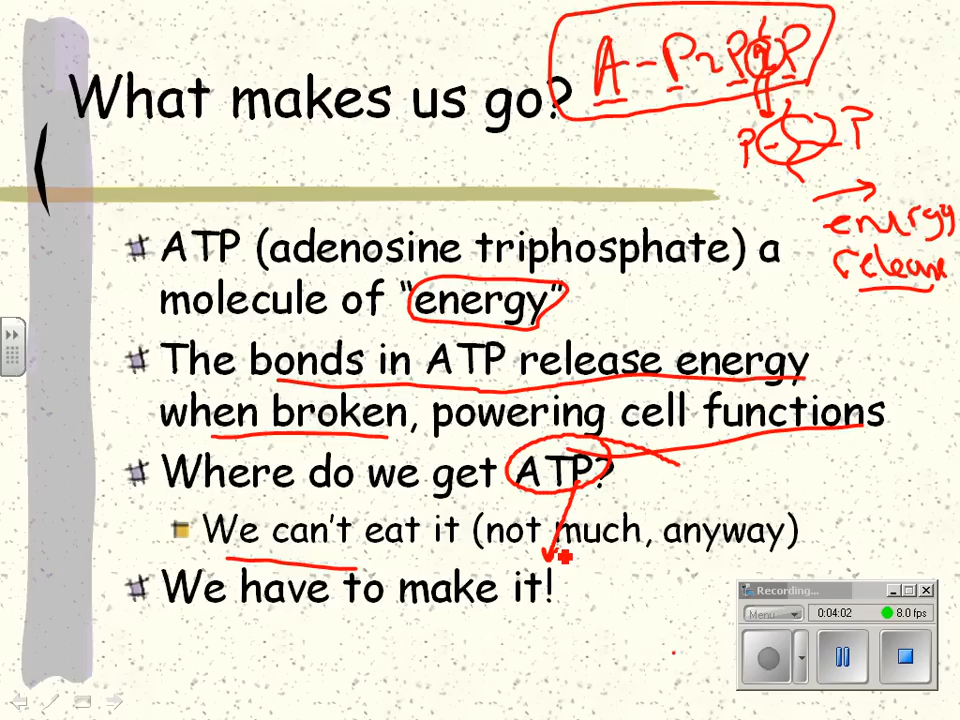 What makes us go?
A - P ~ P ~ P
P - P
energy
release
ATP (adenosine triphosphate) a
molecule of "energy"
The bonds in ATP release energy
when broken, powering cell functions
Where do we get ATP?
We can't eat it (not much, anyway)
We have to make it!
Recording...
Menu
0:04:02
8.0 fps